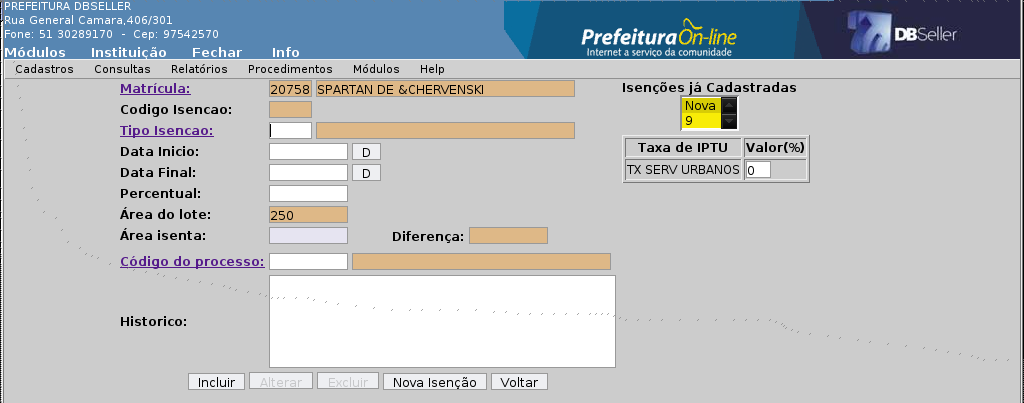 PREFEITURA DBSELLER
Rua General Camara,406/301
Fone: 51 30289170 - Cep: 97542570
PrefeituraOn-line
Internet a serviço da comunidade
DBSeller
Módulos Instituição Fechar Info
Cadastros Consultas Relatórios Procedimentos Módulos Help
Matrícula: 20758 SPARTAN DE &CHERVENSKI
Codigo Isencao:
Tipo Isencao:
Data Inicio: D
Data Final: D
Percentual:
Área do lote: 250
Área isenta: Diferença:
Código do processo:
Historico:
Isenções já Cadastradas
Nova
9
Taxa de IPTU Valor(%)
TX SERV URBANOS 0
Incluir Alterar Excluir Nova Isenção Voltar